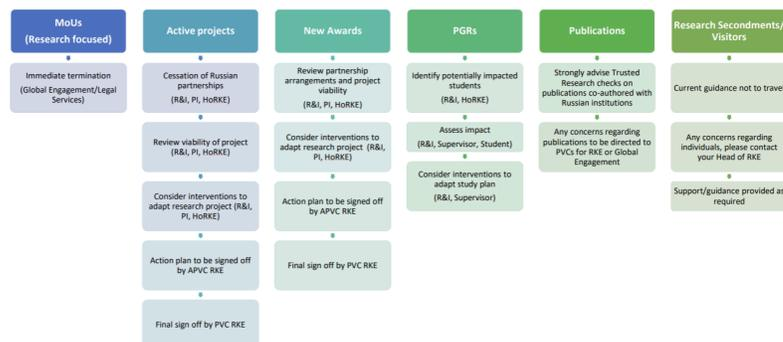 MoUs
(Research focused)
Immediate termination
(Global Engagement/Legal
Services)
Active projects
Cessation of Russian
partnerships
(R&I, PI, HoRKE)
Review viability of project
(R&I, PI, HoRKE)
Consider interventions to
adapt research project (R&I,
PI, HoRKE)
Action plan to be signed off
by APVC RKE
Final sign off by PVC RKE
New Awards
Review partnership
arrangements and project
viability
(R&I, PI, HoRKE)
Consider interventions to
adapt research project (R&I,
PI, HoRKE)
Action plan to be signed off
by APVC RKE
Final sign off by PVC RKE
PGRs
Identify potentially impacted
students
(R&I, HoRKE)
Assess impact
(R&I, Supervisor, Student)
Consider interventions to
adapt study plan
(R&I, Supervisor)
Publications
Strongly advise Trusted
Research checks on
publications co-authored with
Russian institutions
Any concerns regarding
publications to be directed to
PVCs for RKE or Global
Engagement
Research Secondments/
Visitors
Current guidance not to travel
Any concerns regarding
individuals, please contact
your Head of RKE
Support/guidance provided as
required